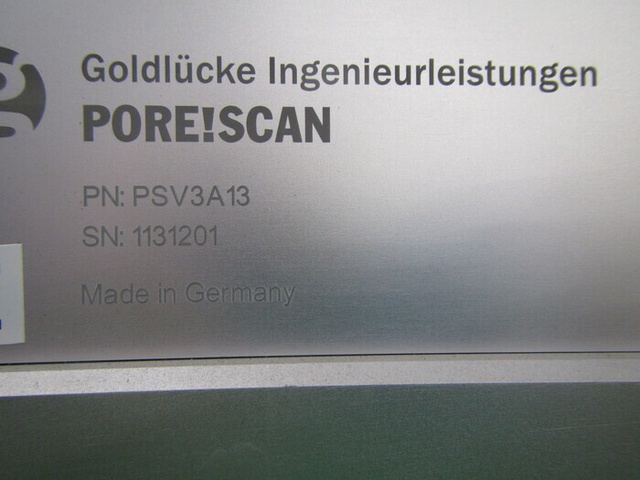 Goldlücke Ingenieurleistungen
PORE!SCAN
PN: PSV3A13
SN: 1131201
Made in Germany